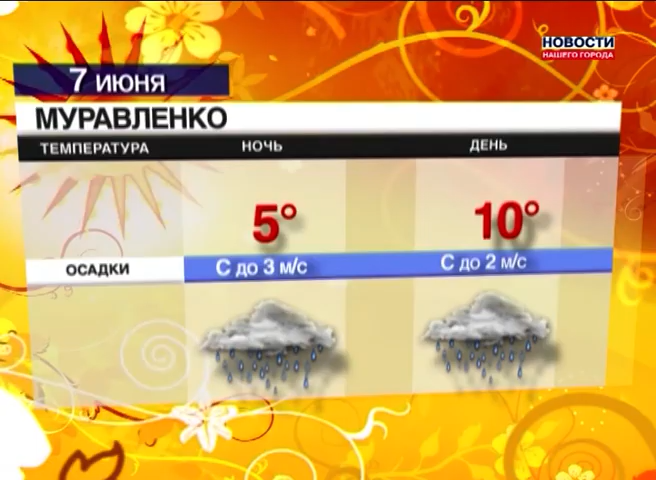 НОВОСТИ
НАШЕГО ГОРОДА
7 ИЮНЯ
МУРАВЛЕНКО
ТЕМПЕРАТУРА НОЧЬ ДЕНЬ
5° 10°
ОСАДКИ С ДО 3 М/С С ДО 2 М/С